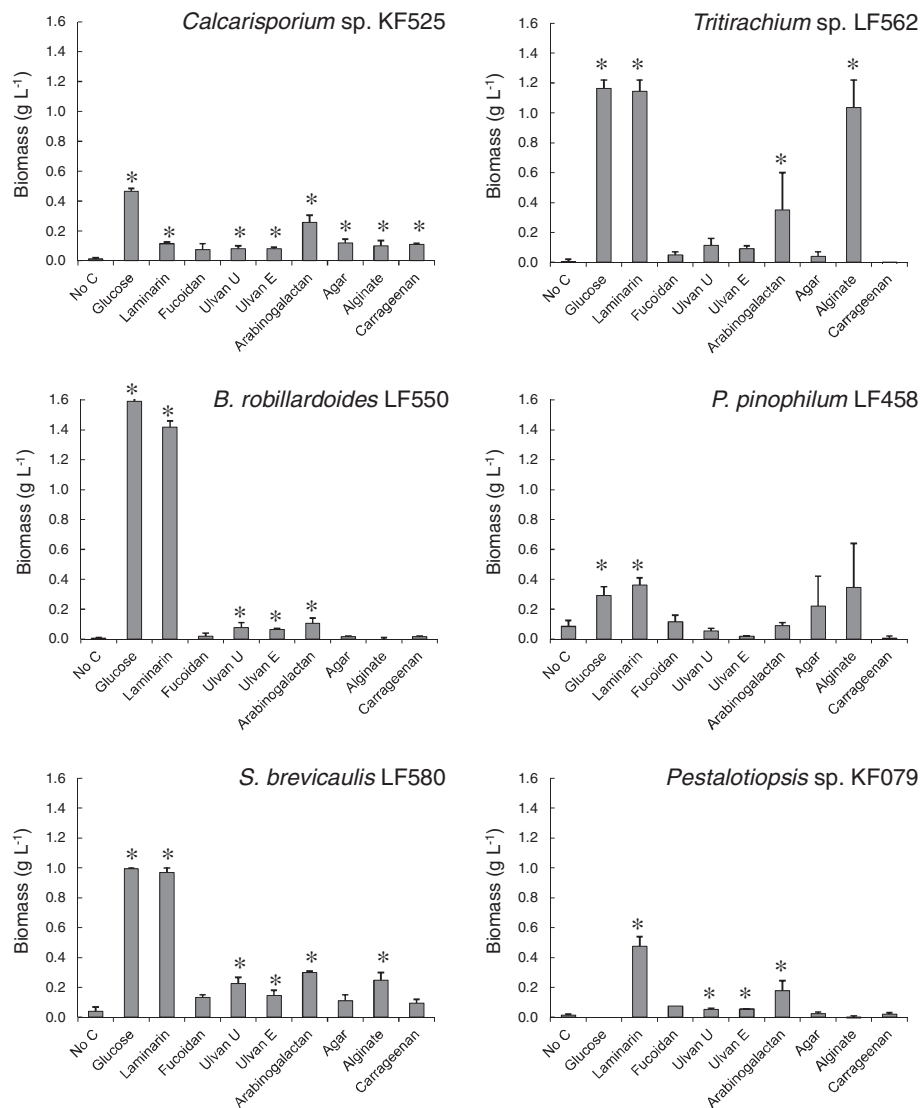 Calcarisporium sp. KF525
Biomass (g L-1)
1.6
1.4
1.2
1.0
0.8
0.6
0.4
0.2
0.0
* * * * * * * *
No C Glucose Laminarin Fucoidan Ulvan U Ulvan E Arabinogalactan Agar Alginate Carrageenan
Tritirachium sp. LF562
Biomass (g L-1)
1.6
1.4
1.2
1.0
0.8
0.6
0.4
0.2
0.0
* * * *
No C Glucose Laminarin Fucoidan Ulvan U Ulvan E Arabinogalactan Agar Alginate Carrageenan
B. robillardoides LF550
Biomass (g L-1)
1.6
1.4
1.2
1.0
0.8
0.6
0.4
0.2
0.0
* * * * *
No C Glucose Laminarin Fucoidan Ulvan U Ulvan E Arabinogalactan Agar Alginate Carrageenan
P. pinophilum LF458
Biomass (g L-1)
1.6
1.4
1.2
1.0
0.8
0.6
0.4
0.2
0.0
* *
No C Glucose Laminarin Fucoidan Ulvan U Ulvan E Arabinogalactan Agar Alginate Carrageenan
S. brevicaulis LF580
Biomass (g L-1)
1.6
1.4
1.2
1.0
0.8
0.6
0.4
0.2
0.0
* * * * * *
No C Glucose Laminarin Fucoidan Ulvan U Ulvan E Arabinogalactan Agar Alginate Carrageenan
Pestalotiopsis sp. KF079
Biomass (g L-1)
1.6
1.4
1.2
1.0
0.8
0.6
0.4
0.2
0.0
* * * *
No C Glucose Laminarin Fucoidan Ulvan U Ulvan E Arabinogalactan Agar Alginate Carrageenan